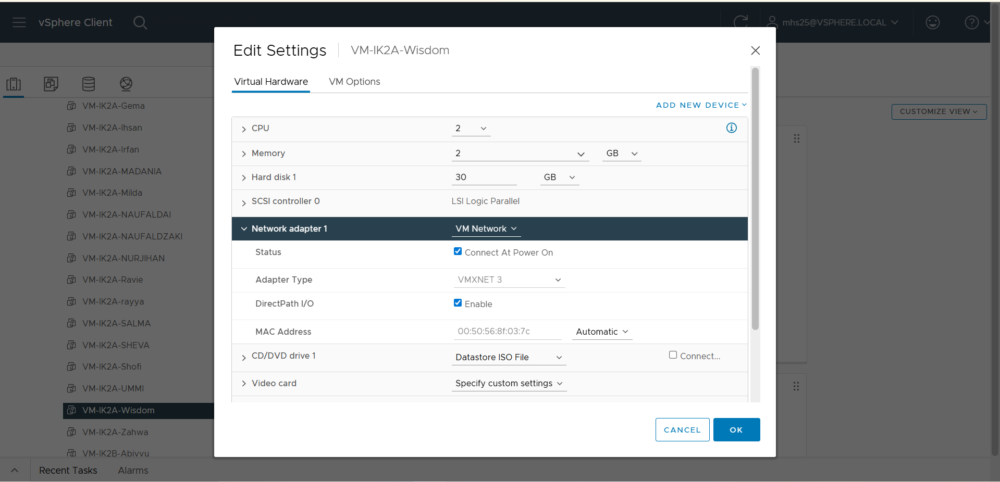 vSphere Client
mhs25@VSPHERE.LOCAL
Edit Settings
VM-IK2A-Wisdom
Virtual Hardware
VM Options
ADD NEW DEVICE
CUSTOMIZE VIEW
VM-IK2A-Gema
VM-IK2A-Ihsan
VM-IK2A-Irfan
VM-IK2A-MADANIA
VM-IK2A-Milda
VM-IK2A-NAUFALDAI
VM-IK2A-NAUFALDZAKI
VM-IK2A-NURJIHAN
VM-IK2A-Ravie
VM-IK2A-rayya
VM-IK2A-SALMA
VM-IK2A-SHEVA
VM-IK2A-Shofi
VM-IK2A-UMMI
VM-IK2A-Wisdom
VM-IK2A-Zahwa
VM-IK2B-Abiyyu
CPU 2
Memory 2 GB
Hard disk 1 30 GB
SCSI controller 0 LSI Logic Parallel
Network adapter 1 VM Network
Status Connect At Power On
Adapter Type VMXNET 3
DirectPath I/O Enable
MAC Address 00:50:56:8f:03:7c Automatic
CD/DVD drive 1 Datastore ISO File Connect...
Video card Specify custom settings
CANCEL
OK
Recent Tasks
Alarms